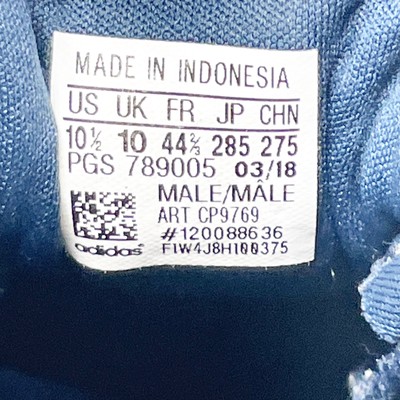 MADE IN INDONESIA
US UK FR JP CHN
10½ 10 44⅔ 285 275
PGS 789005 03/18
MALE/MÂLE
ART CP9769
#120088636
adidas F1W4J8H100375